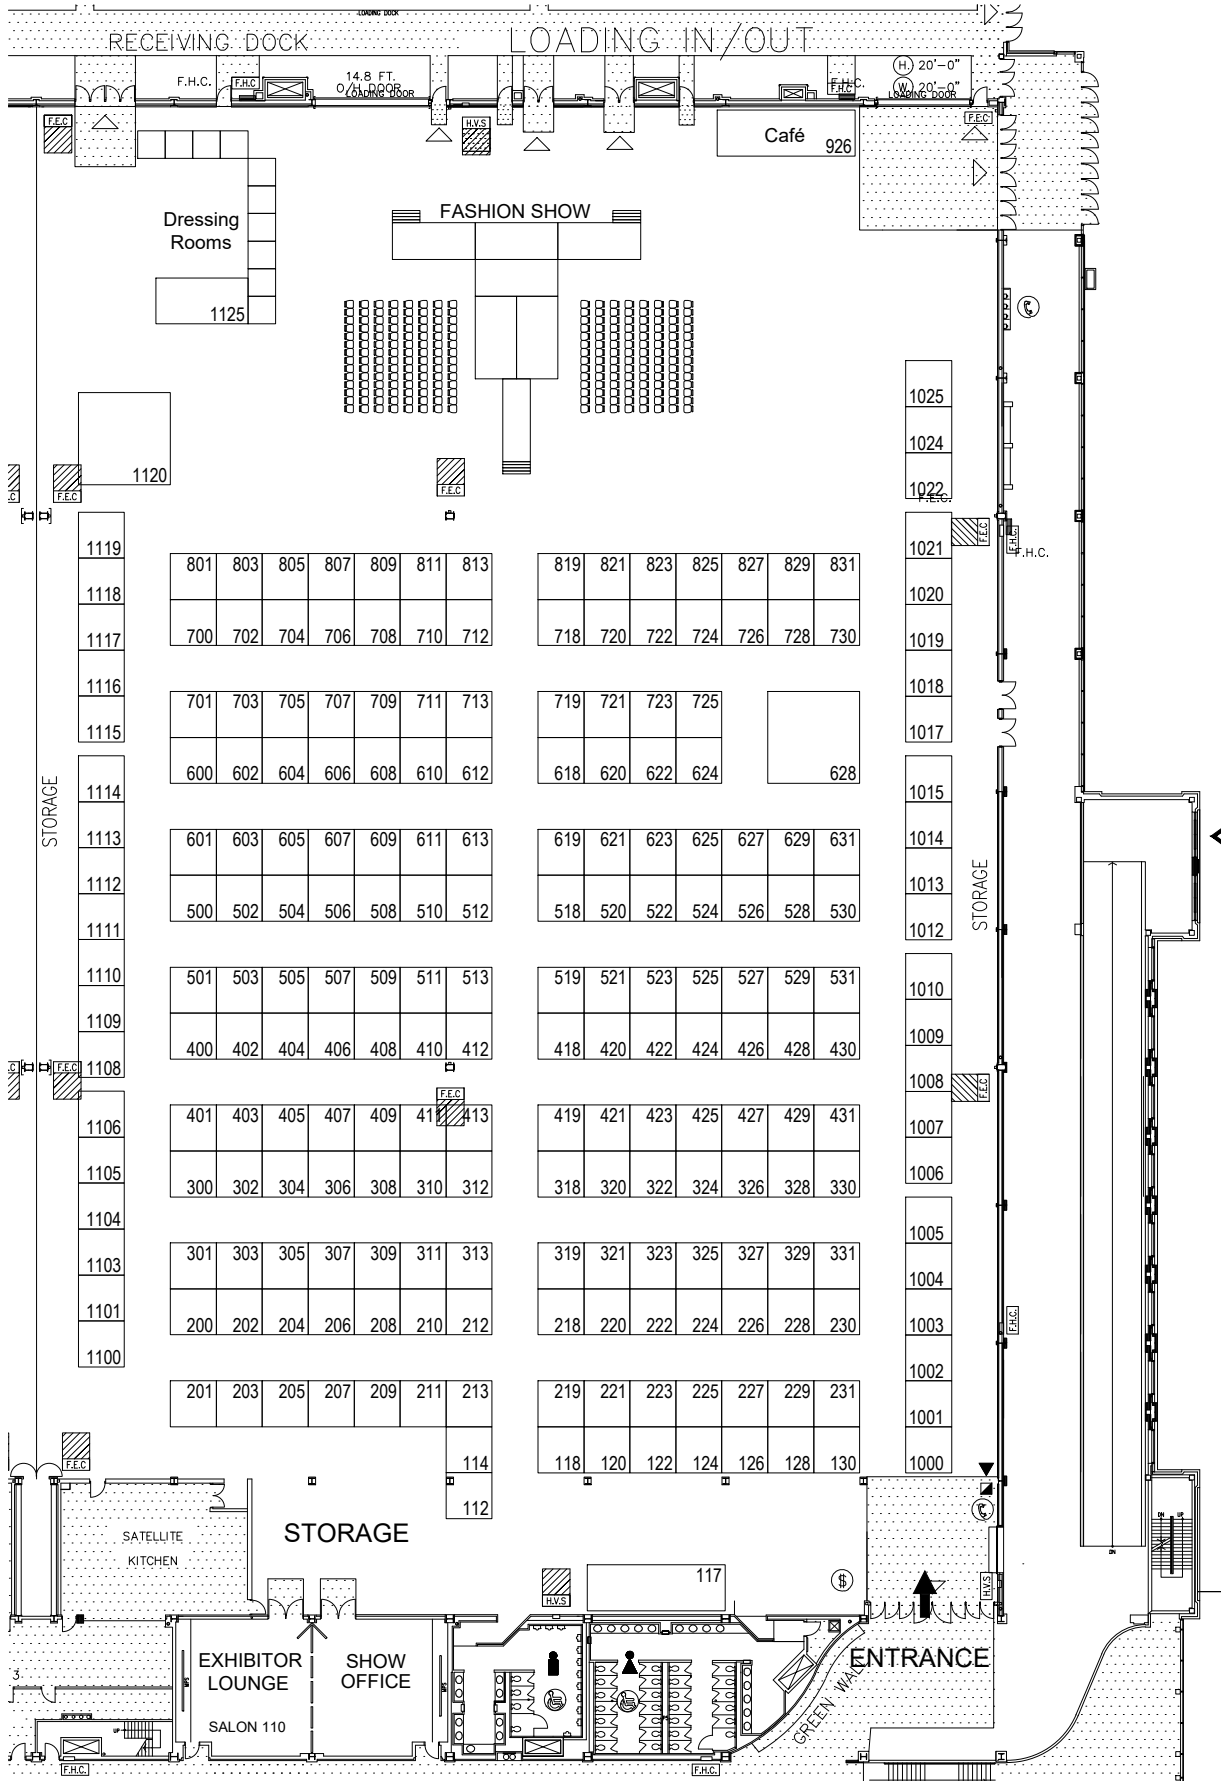 LOADING DOCK
RECEIVING DOCK
LOADING IN/OUT
F.H.C.
F.H.C
14.8 FT.
O/H DOOR
LOADING DOOR
F.H.C.
F.H.C
(H.) 20'-0"
(W.) 20'-0"
LOADING DOOR
F.E.C
H.V.S
F.E.C
Café
926
FASHION SHOW
Dressing
Rooms
1125
1025
1024
1022
F.E.C.
1120
F.E.C
F.E.C
F.E.C
F.H.C.
F.H.C.
1119
1118
1117
1116
1115
1021
1020
1019
1018
1017
801 803 805 807 809 811 813 819 821 823 825 827 829 831
700 702 704 706 708 710 712 718 720 722 724 726 728 730
701 703 705 707 709 711 713 719 721 723 725
600 602 604 606 608 610 612 618 620 622 624 628
STORAGE
1114
1113
1112
1111
1110
1109
1108
1015
1014
1013
1012
STORAGE
601 603 605 607 609 611 613 619 621 623 625 627 629 631
500 502 504 506 508 510 512 518 520 522 524 526 528 530
501 503 505 507 509 511 513 519 521 523 525 527 529 531
400 402 404 406 408 410 412 418 420 422 424 426 428 430
1010
1009
1008
1007
1006
F.E.C
F.E.C
F.E.C
1106
1105
1104
1103
1101
1100
401 403 405 407 409 411 413 419 421 423 425 427 429 431
300 302 304 306 308 310 312 318 320 322 324 326 328 330
301 303 305 307 309 311 313 319 321 323 325 327 329 331
200 202 204 206 208 210 212 218 220 222 224 226 228 230
1005
1004
1003
1002
1001
1000
F.H.C.
201 203 205 207 209 211 213 219 221 223 225 227 229 231
114 118 120 122 124 126 128 130
112
F.E.C
SATELLITE
KITCHEN
STORAGE
H.V.S
117
$
H.V.S
DN UP
DN
EXHIBITOR
LOUNGE
SALON 110
SHOW
OFFICE
ENTRANCE
GREEN WALL
3
UP
F.H.C.
F.H.C.